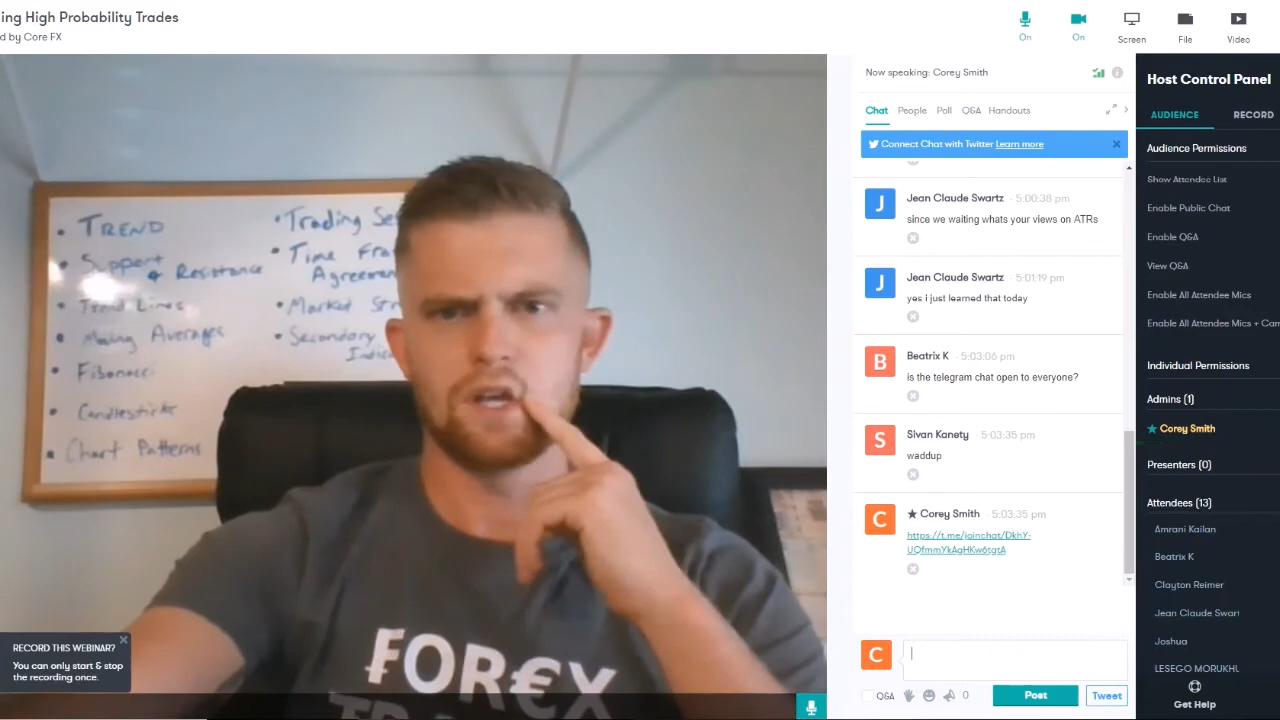 ing High Probability Trades
d by Core FX
On
On
Screen
File
Video
TREND
Support
+ Resistance
Trend Lines
Moving Averages
Candlesticks
Chart Patterns
Trading Se
Time Fra
Agreemen
Market Str
Secondary
Indic
FOR€X
TRA
RECORD THIS WEBINAR?
You can only start & stop
the recording once.
Now speaking: Corey Smith
Chat People Poll Q&A Handouts
Connect Chat with Twitter Learn more
J
Jean Claude Swartz 5:00:38 pm
since we waiting whats your views on ATRs
J
Jean Claude Swartz 5:01:19 pm
yes i just learned that today
B
Beatrix K 5:03:06 pm
is the telegram chat open to everyone?
S
Sivan Kanety 5:03:35 pm
waddup
C
Corey Smith 5:03:35 pm
https://t.me/joinchat/DkhY-
UQfmmYkAgHKw6tgtA
C
Q&A 0 Post Tweet
Host Control Panel
AUDIENCE RECORD
Audience Permissions
Show Attendee List
Enable Public Chat
Enable Q&A
View Q&A
Enable All Attendee Mics
Enable All Attendee Mics + Cam
Individual Permissions
Admins (1)
Corey Smith
Presenters (0)
Attendees (13)
Amrani Kailan
Beatrix K
Clayton Reimer
Jean Claude Swart
Joshua
LESEGO MORUKHU
Get Help